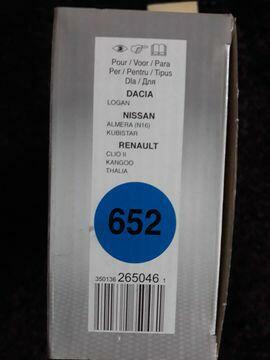 Pour / Voor / Para
Per / Pentru / Tipus
Dla / Для
DACIA
LOGAN
NISSAN
ALMERA (N16)
KUBISTAR
RENAULT
CLIO II
KANGOO
THALIA
652
350136 265046 1